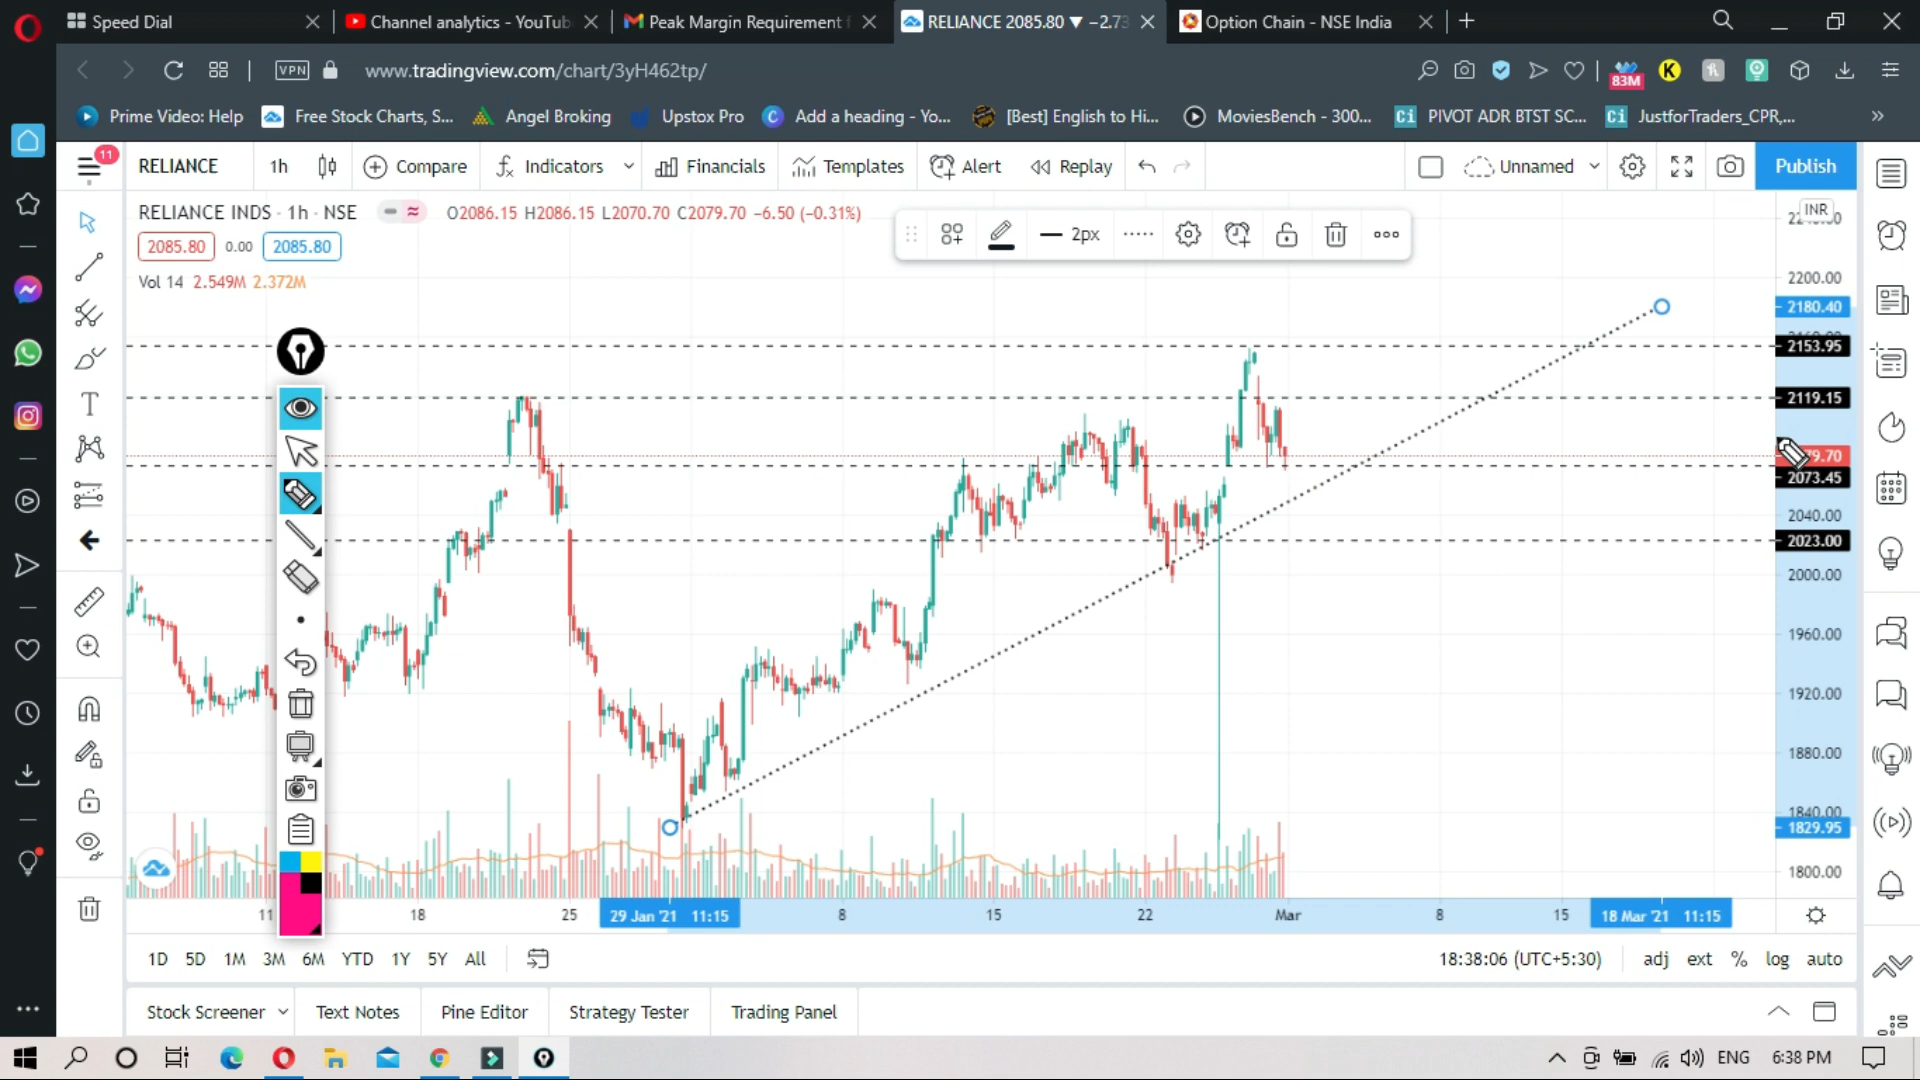 Speed Dial
Channel analytics - YouTub
Peak Margin Requirement f
RELIANCE 2085.80 ▼ −2.73
Option Chain - NSE India
VPN
www.tradingview.com/chart/3yH462tp/
83M
K
Prime Video: Help
Free Stock Charts, S...
Angel Broking
Upstox Pro
C
Add a heading - Yo...
[Best] English to Hi...
MoviesBench - 300...
Ci
PIVOT ADR BTST SC...
Ci
JustforTraders_CPR,...
11
RELIANCE
1h
Compare
Indicators
Financials
Templates
Alert
Replay
Unnamed
Publish
RELIANCE INDS · 1h · NSE
O2086.15 H2086.15 L2070.70 C2079.70 −6.50 (−0.31%)
2085.80
0.00
2085.80
Vol 14 2.549M 2.372M
2px
INR
2200.00
2180.40
2153.95
2119.15
79.70
2073.45
2040.00
2023.00
2000.00
1960.00
1920.00
1880.00
1840.00
1829.95
1800.00
11
18
25
29 Jan '21 11:15
8
15
22
Mar
8
15
18 Mar '21 11:15
1D
5D
1M
3M
6M
YTD
1Y
5Y
All
18:38:06 (UTC+5:30)
adj
ext
%
log
auto
Stock Screener
Text Notes
Pine Editor
Strategy Tester
Trading Panel
ENG
6:38 PM